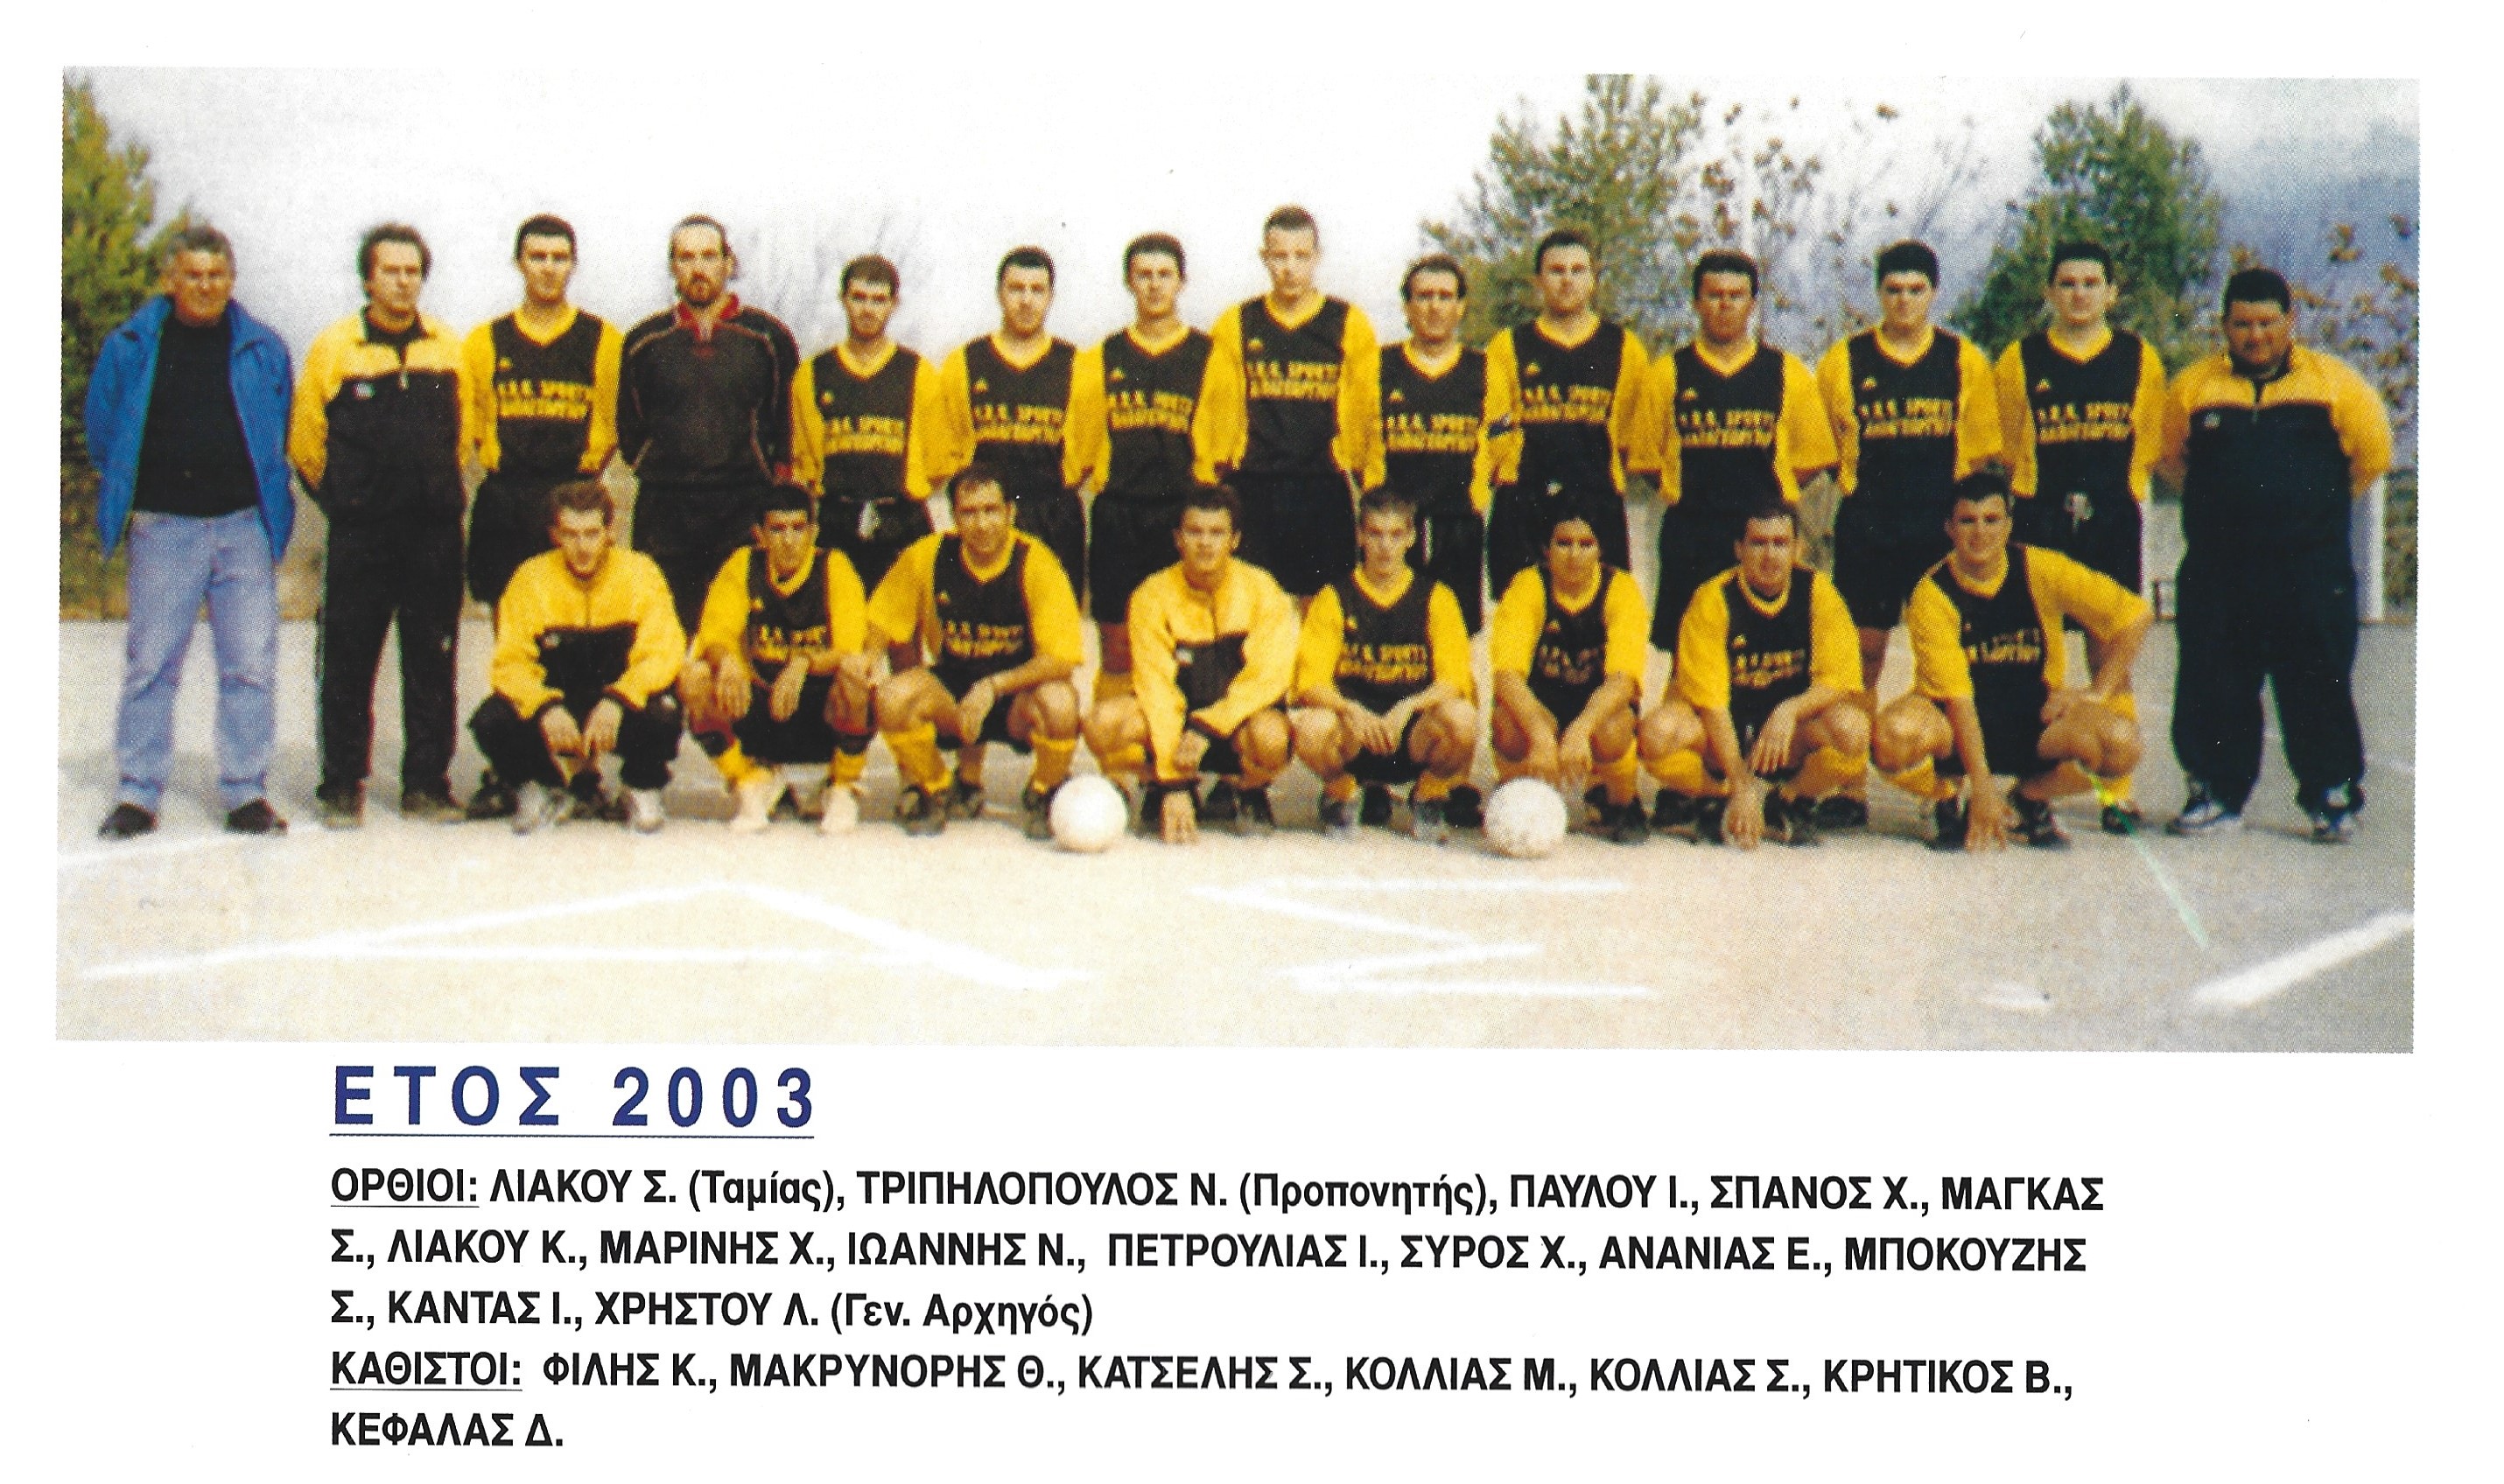 ΕΤΟΣ 2003
ΟΡΘΙΟΙ: ΛΙΑΚΟΥ Σ. (Ταμίας), ΤΡΙΠΗΛΟΠΟΥΛΟΣ Ν. (Προπονητής), ΠΑΥΛΟΥ Ι., ΣΠΑΝΟΣ Χ., ΜΑΓΚΑΣ
Σ., ΛΙΑΚΟΥ Κ., ΜΑΡΙΝΗΣ Χ., ΙΩΑΝΝΗΣ Ν., ΠΕΤΡΟΥΛΙΑΣ Ι., ΣΥΡΟΣ Χ., ΑΝΑΝΙΑΣ Ε., ΜΠΟΚΟΥΖΗΣ
Σ., ΚΑΝΤΑΣ Ι., ΧΡΗΣΤΟΥ Λ. (Γεν. Αρχηγός)
ΚΑΘΙΣΤΟΙ: ΦΙΛΗΣ Κ., ΜΑΚΡΥΝΟΡΗΣ Θ., ΚΑΤΣΕΛΗΣ Σ., ΚΟΛΛΙΑΣ Μ., ΚΟΛΛΙΑΣ Σ., ΚΡΗΤΙΚΟΣ Β.,
ΚΕΦΑΛΑΣ Δ.